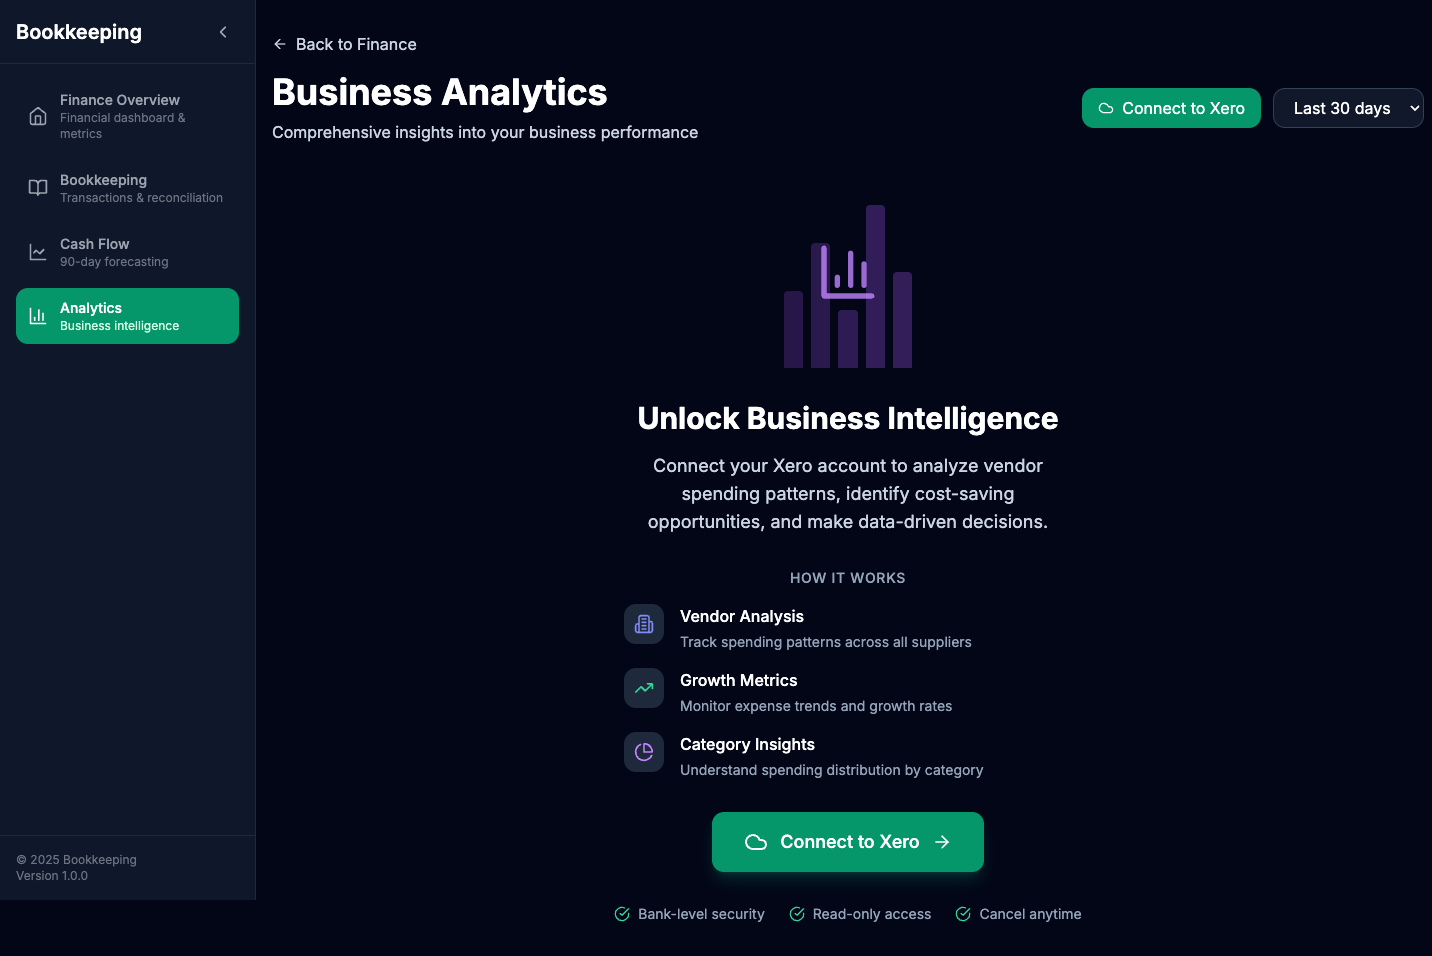 Bookkeeping
Finance Overview
Financial dashboard &
metrics
Bookkeeping
Transactions & reconciliation
Cash Flow
90-day forecasting
Analytics
Business intelligence
© 2025 Bookkeeping
Version 1.0.0
Back to Finance
Business Analytics
Comprehensive insights into your business performance
Connect to Xero
Last 30 days
Unlock Business Intelligence
Connect your Xero account to analyze vendor
spending patterns, identify cost-saving
opportunities, and make data-driven decisions.
HOW IT WORKS
Vendor Analysis
Track spending patterns across all suppliers
Growth Metrics
Monitor expense trends and growth rates
Category Insights
Understand spending distribution by category
Connect to Xero
Bank-level security
Read-only access
Cancel anytime